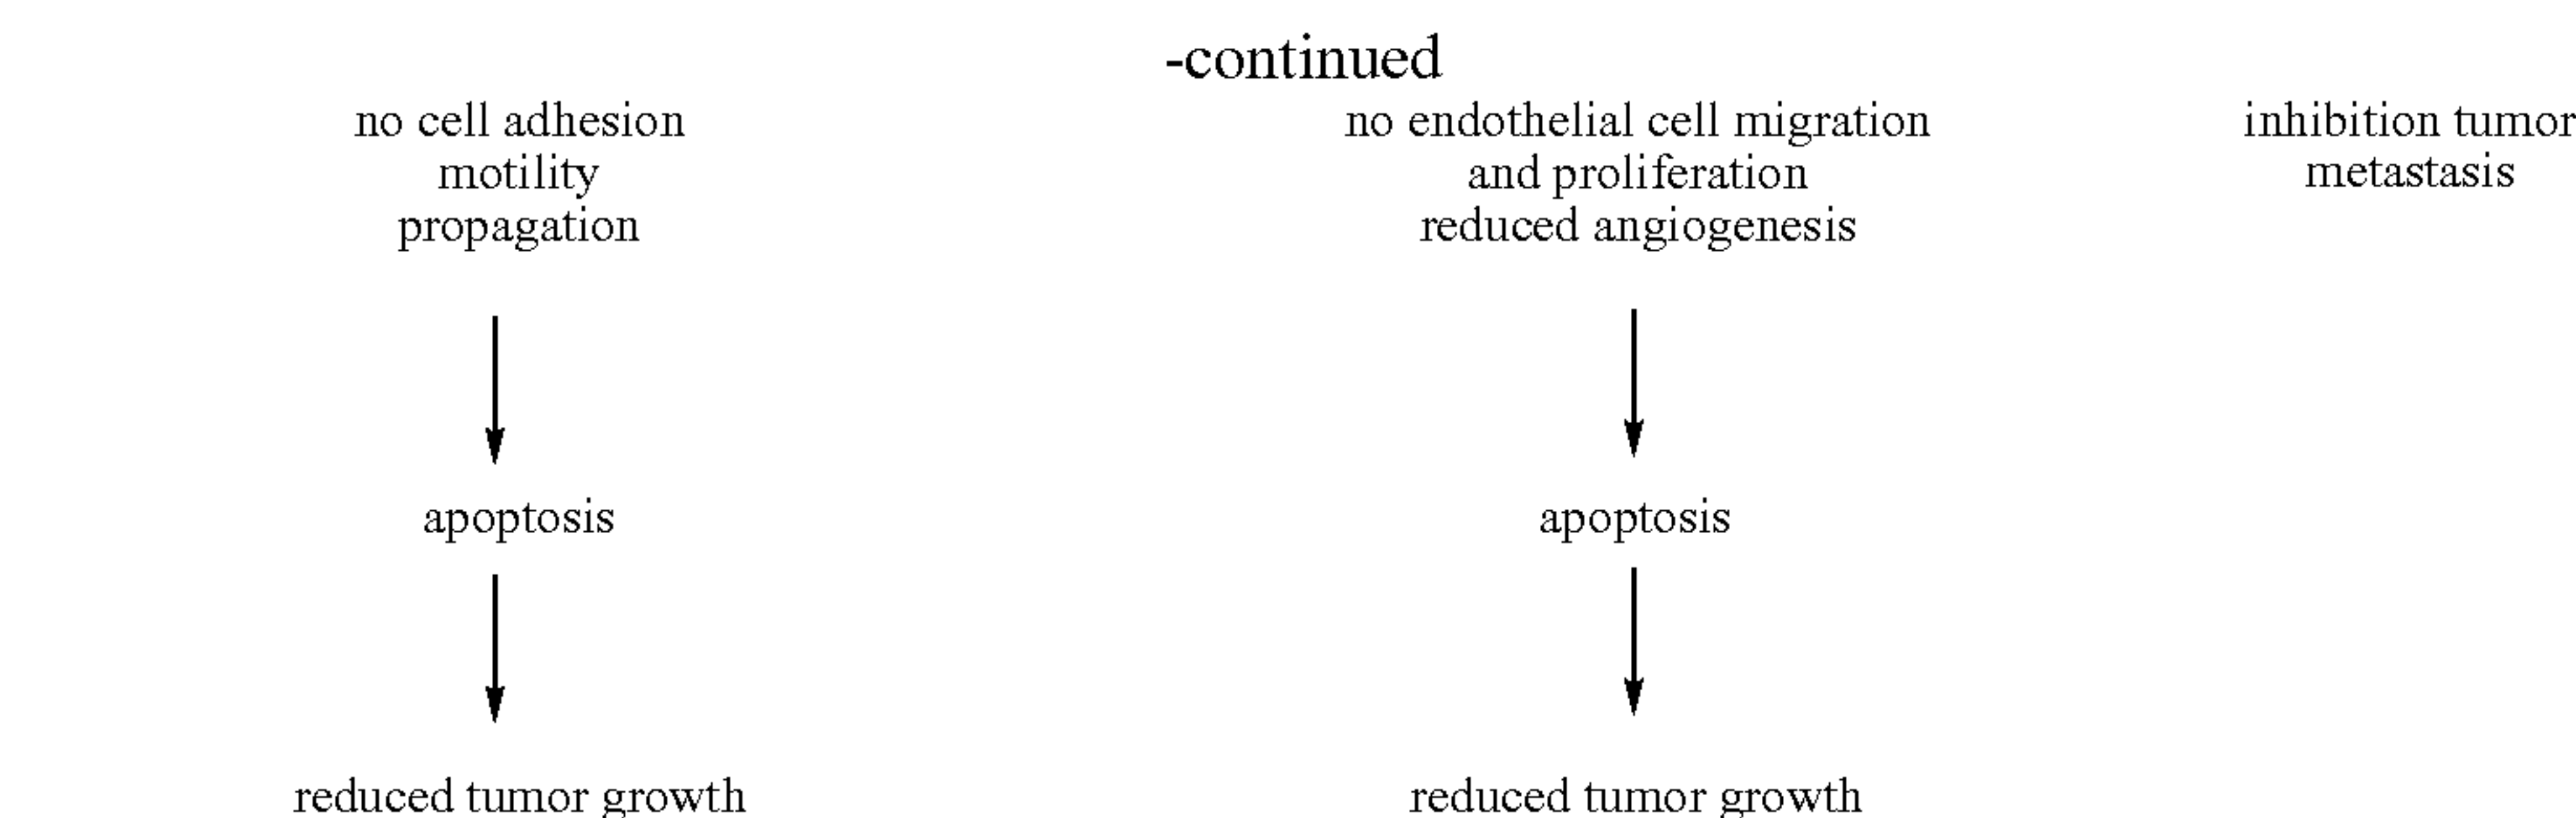 -continued
no cell adhesion
motility
propagation
no endothelial cell migration
and proliferation
reduced angiogenesis
inhibition tumor
metastasis
apoptosis
apoptosis
reduced tumor growth
reduced tumor growth